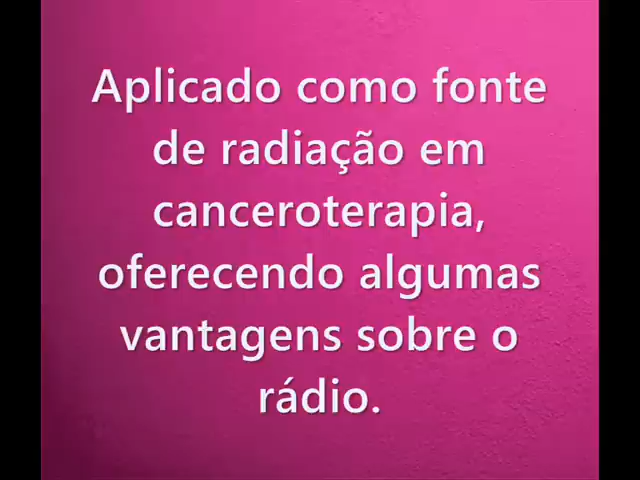 Aplicado como fonte
de radiação em
canceroterapia,
oferecendo algumas
vantagens sobre o
rádio.